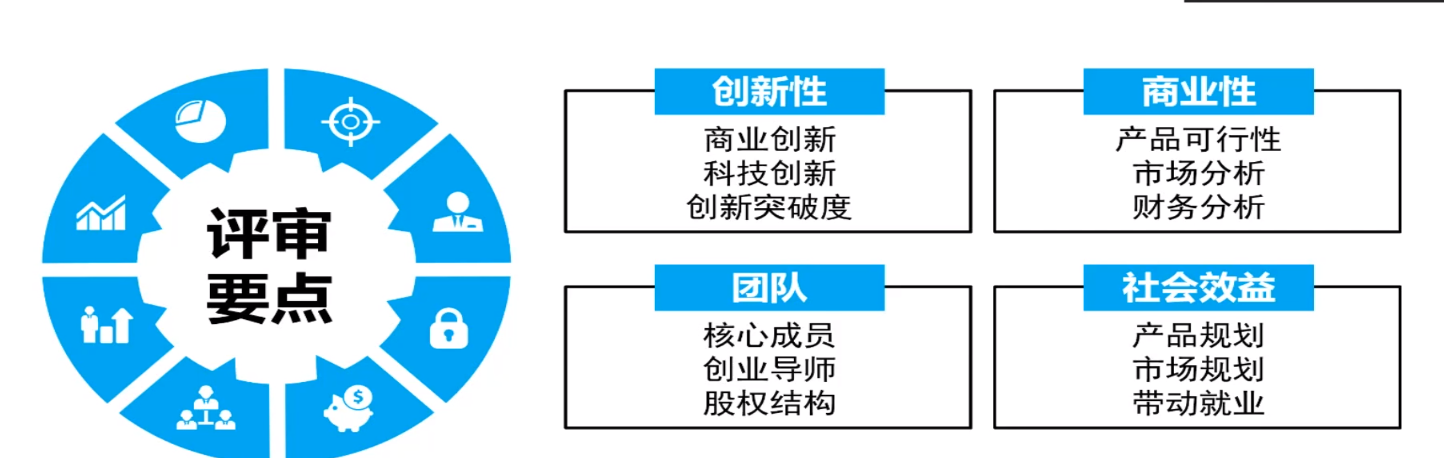 评审
要点
创新性
商业创新
科技创新
创新突破度
商业性
产品可行性
市场分析
财务分析
团队
核心成员
创业导师
股权结构
社会效益
产品规划
市场规划
带动就业
$